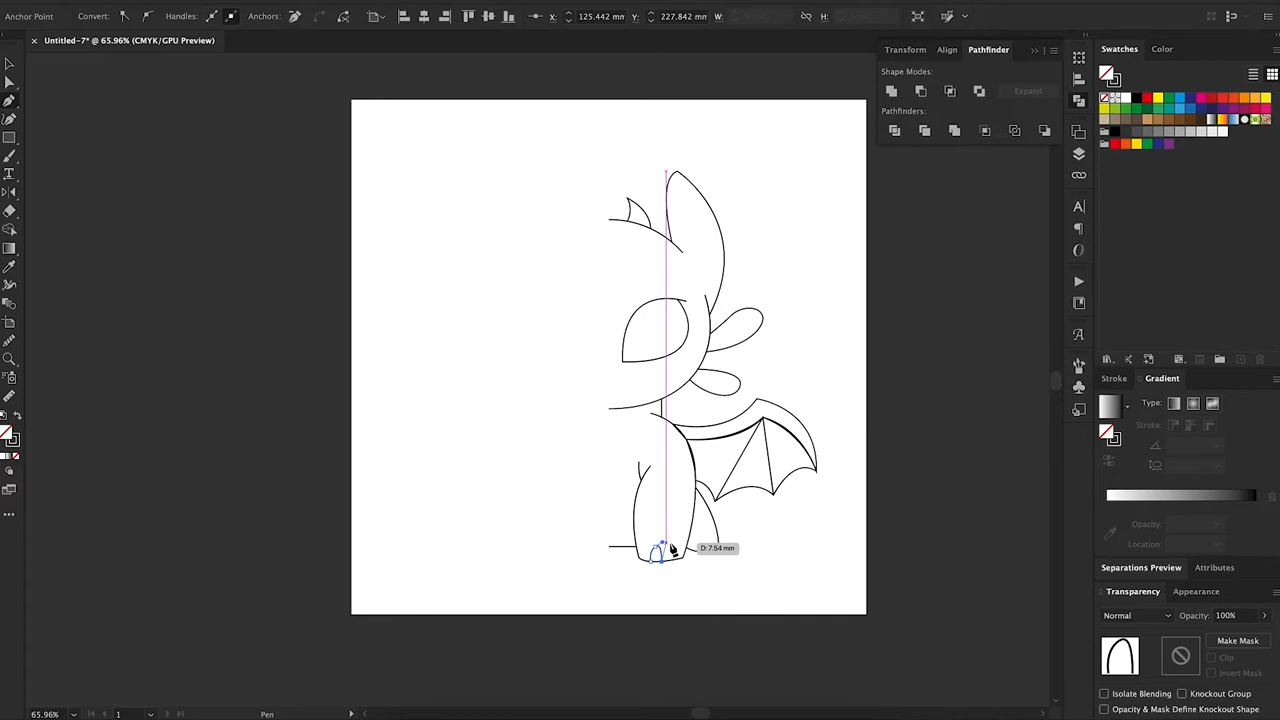 Anchor Point Convert: Handles: Anchors: X: 125.442 mm Y: 227.842 mm W: H:
× Untitled-7* @ 65.96% (CMYK/GPU Preview)
Transform Align Pathfinder
Shape Modes:
Expand
Pathfinders:
Swatches Color
Stroke Gradient
Type:
Stroke:
Opacity:
Location:
D: 7.54 mm
Separations Preview Attributes
Transparency Appearance
Normal Opacity: 100%
Make Mask
Clip
Invert Mask
Isolate Blending Knockout Group
Opacity & Mask Define Knockout Shape
65.96% 1 Pen